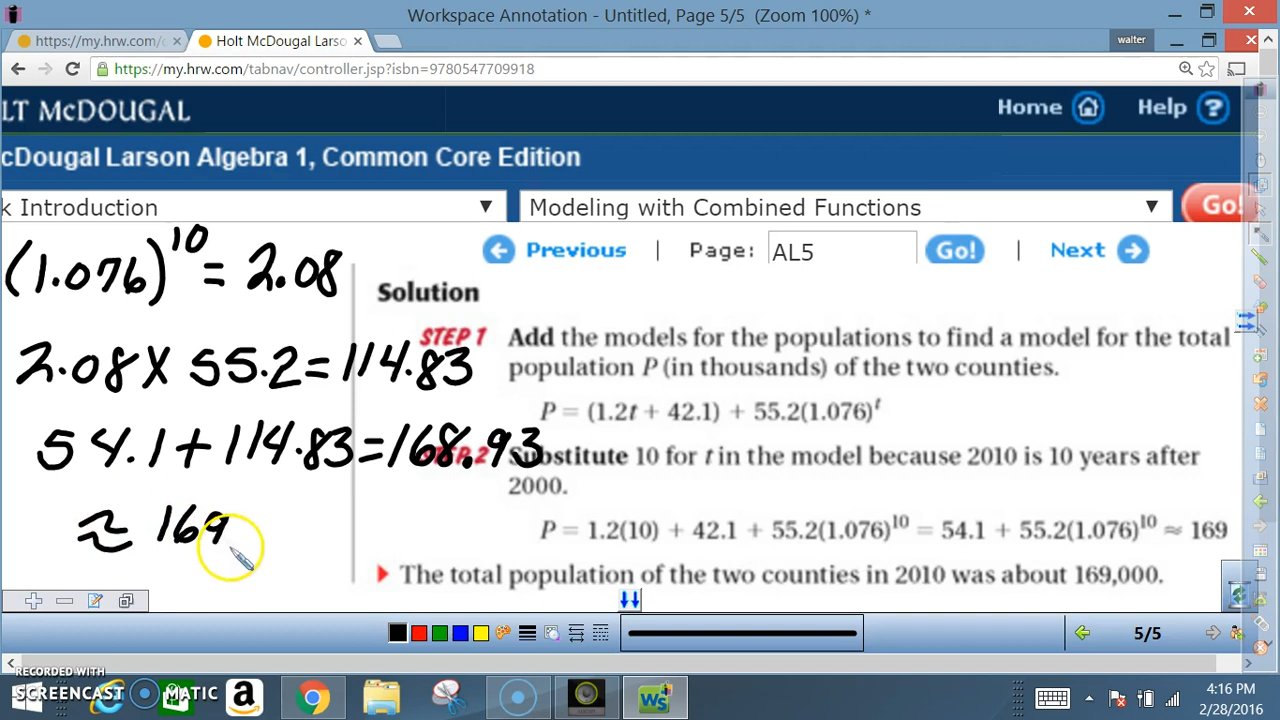 Workspace Annotation - Untitled, Page 5/5 (Zoom 100%) *
https://my.hrw.com/
Holt McDougal Larso
walter
https://my.hrw.com/tabnav/controller.jsp?isbn=9780547709918
LT MCDOUGAL
Home
Help ?
cDougal Larson Algebra 1, Common Core Edition
k Introduction
Modeling with Combined Functions
Go!
Previous | Page: AL5 Go! | Next
(1.076)^10 = 2.08
2.08 X 55.2 = 114.83
54.1 + 114.83 = 168.93
≈ 169
Solution
STEP 1 Add the models for the populations to find a model for the total
population P (in thousands) of the two counties.
P = (1.2t + 42.1) + 55.2(1.076)^t
STEP 2 Substitute 10 for t in the model because 2010 is 10 years after
2000.
P = 1.2(10) + 42.1 + 55.2(1.076)^10 = 54.1 + 55.2(1.076)^10 ≈ 169
The total population of the two counties in 2010 was about 169,000.
5/5
RECORDED WITH
SCREENCAST MATIC
a
WS
4:16 PM
2/28/2016